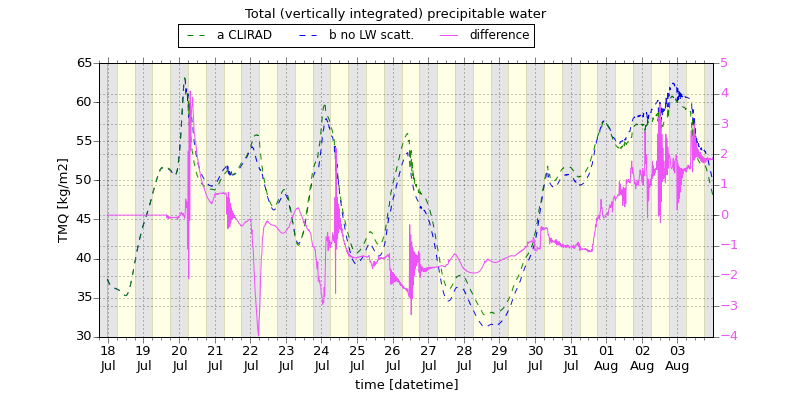 Total (vertically integrated) precipitable water
a CLIRAD b no LW scatt. difference
65 5
60 4
55 3
50 2
45 1
40 0
35 −1
30 −2
−3
−4
TMQ [kg/m2]
18 19 20 21 22 23 24 25 26 27 28 29 30 31 01 02 03
Jul Jul Jul Jul Jul Jul Jul Jul Jul Jul Jul Jul Jul Jul Aug Aug Aug
time [datetime]